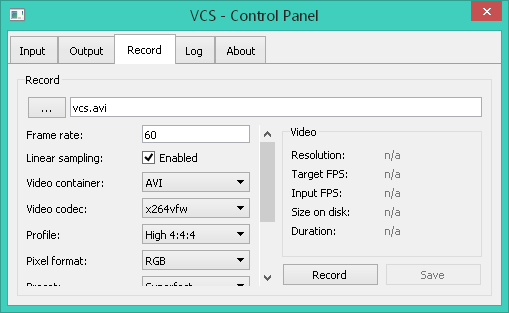 VCS - Control Panel
Input Output Record Log About
Record
... vcs.avi
Frame rate: 60
Linear sampling: Enabled
Video container: AVI
Video codec: x264vfw
Profile: High 4:4:4
Pixel format: RGB
Preset: Superfast
Video
Resolution: n/a
Target FPS: n/a
Input FPS: n/a
Size on disk: n/a
Duration: n/a
Record Save